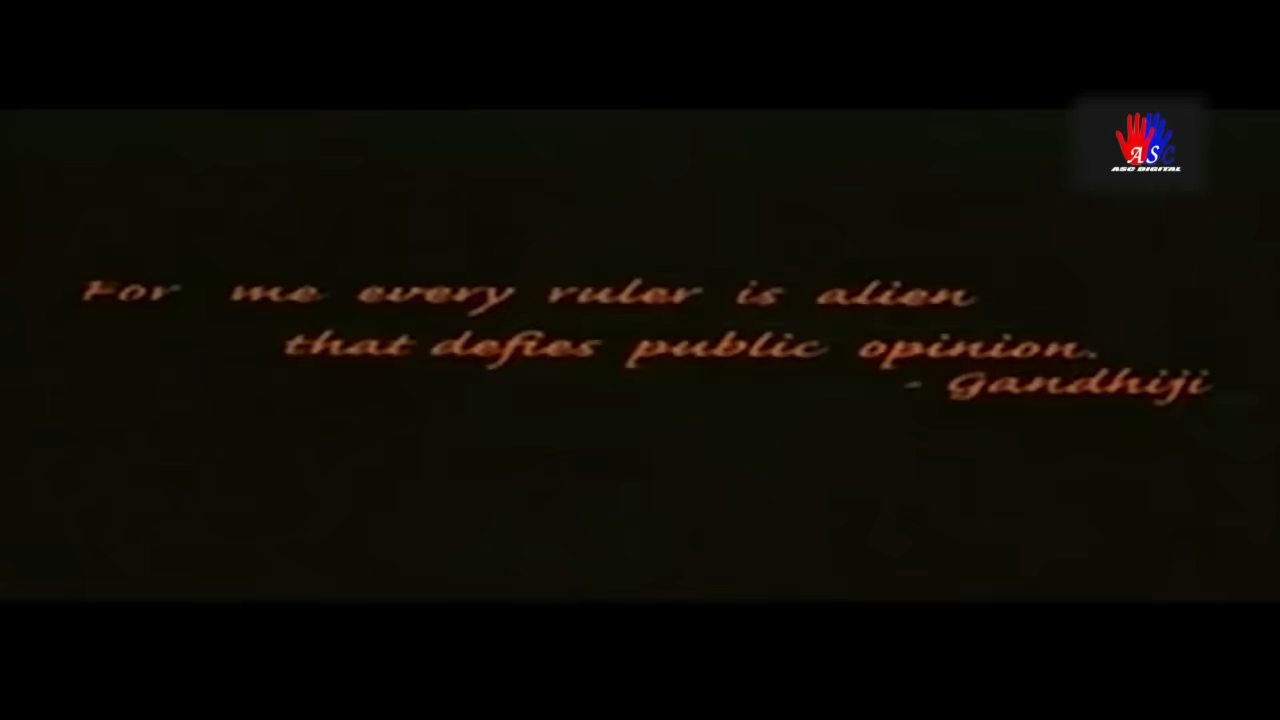 ASC
ASC DIGITAL
For me every ruler is alien
that defies public opinion.
- Gandhiji